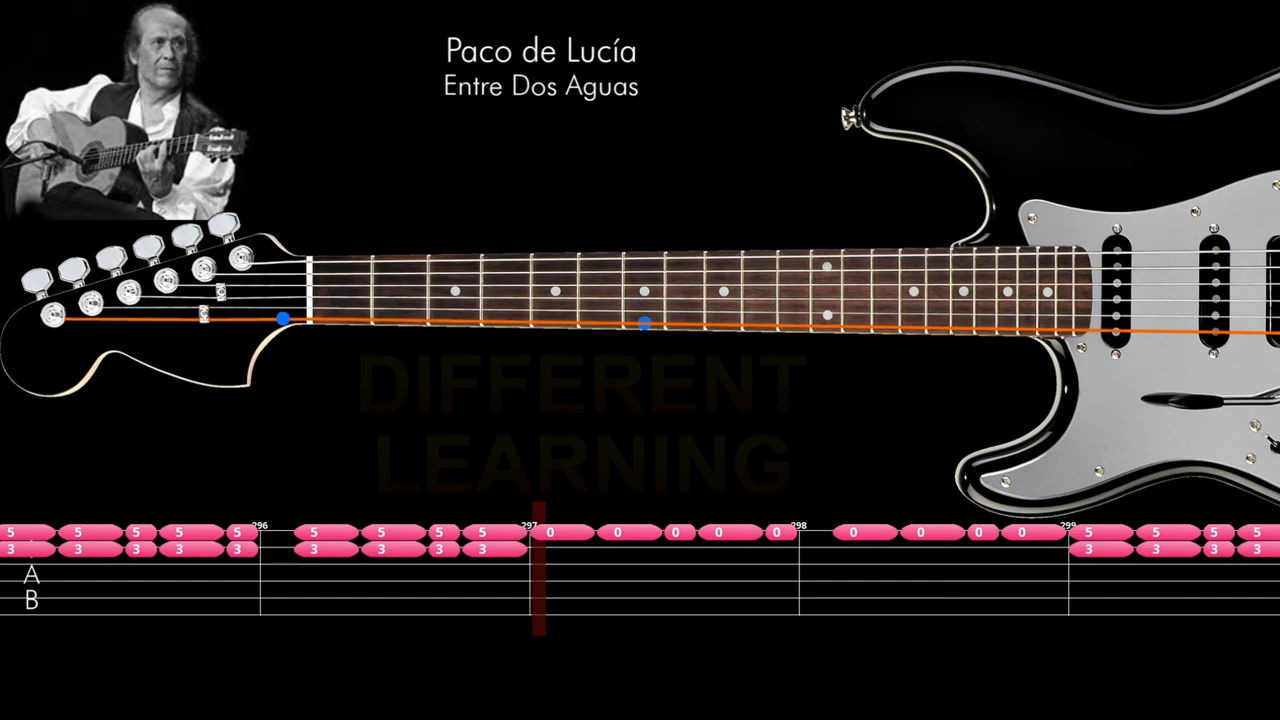 Paco de Lucía
Entre Dos Aguas
DIFFERENT
LEARNING
296 297 298 299
5 5 5 5 5 5 5 5 5 0 0 0 0 0 0 0 0 0 5 5 5 5
3 3 3 3 3 3 3 3 3 3 3 3 3
A
B